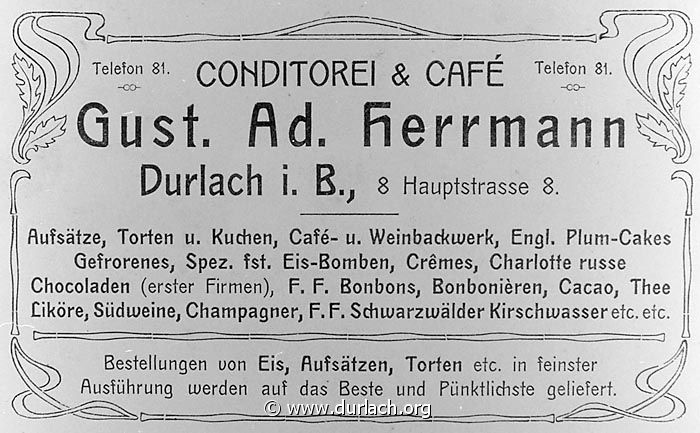 Telefon 81. CONDITOREI & CAFÉ Telefon 81.
Gust. Ad. Herrmann
Durlach i. B., 8 Hauptstrasse 8.
Aufsätze, Torten u. Kuchen, Café- u. Weinbackwerk, Engl. Plum-Cakes
Gefrorenes, Spez. fst. Eis-Bomben, Crêmes, Charlotte russe
Chocoladen (erster Firmen), F. F. Bonbons, Bonbonièren, Cacao, Thee
Liköre, Südweine, Champagner, F. F. Schwarzwälder Kirschwasser etc. etc.
Bestellungen von Eis, Aufsätzen, Torten etc. in feinster
Ausführung werden auf das Beste und Pünktlichste geliefert.
© www.durlach.org